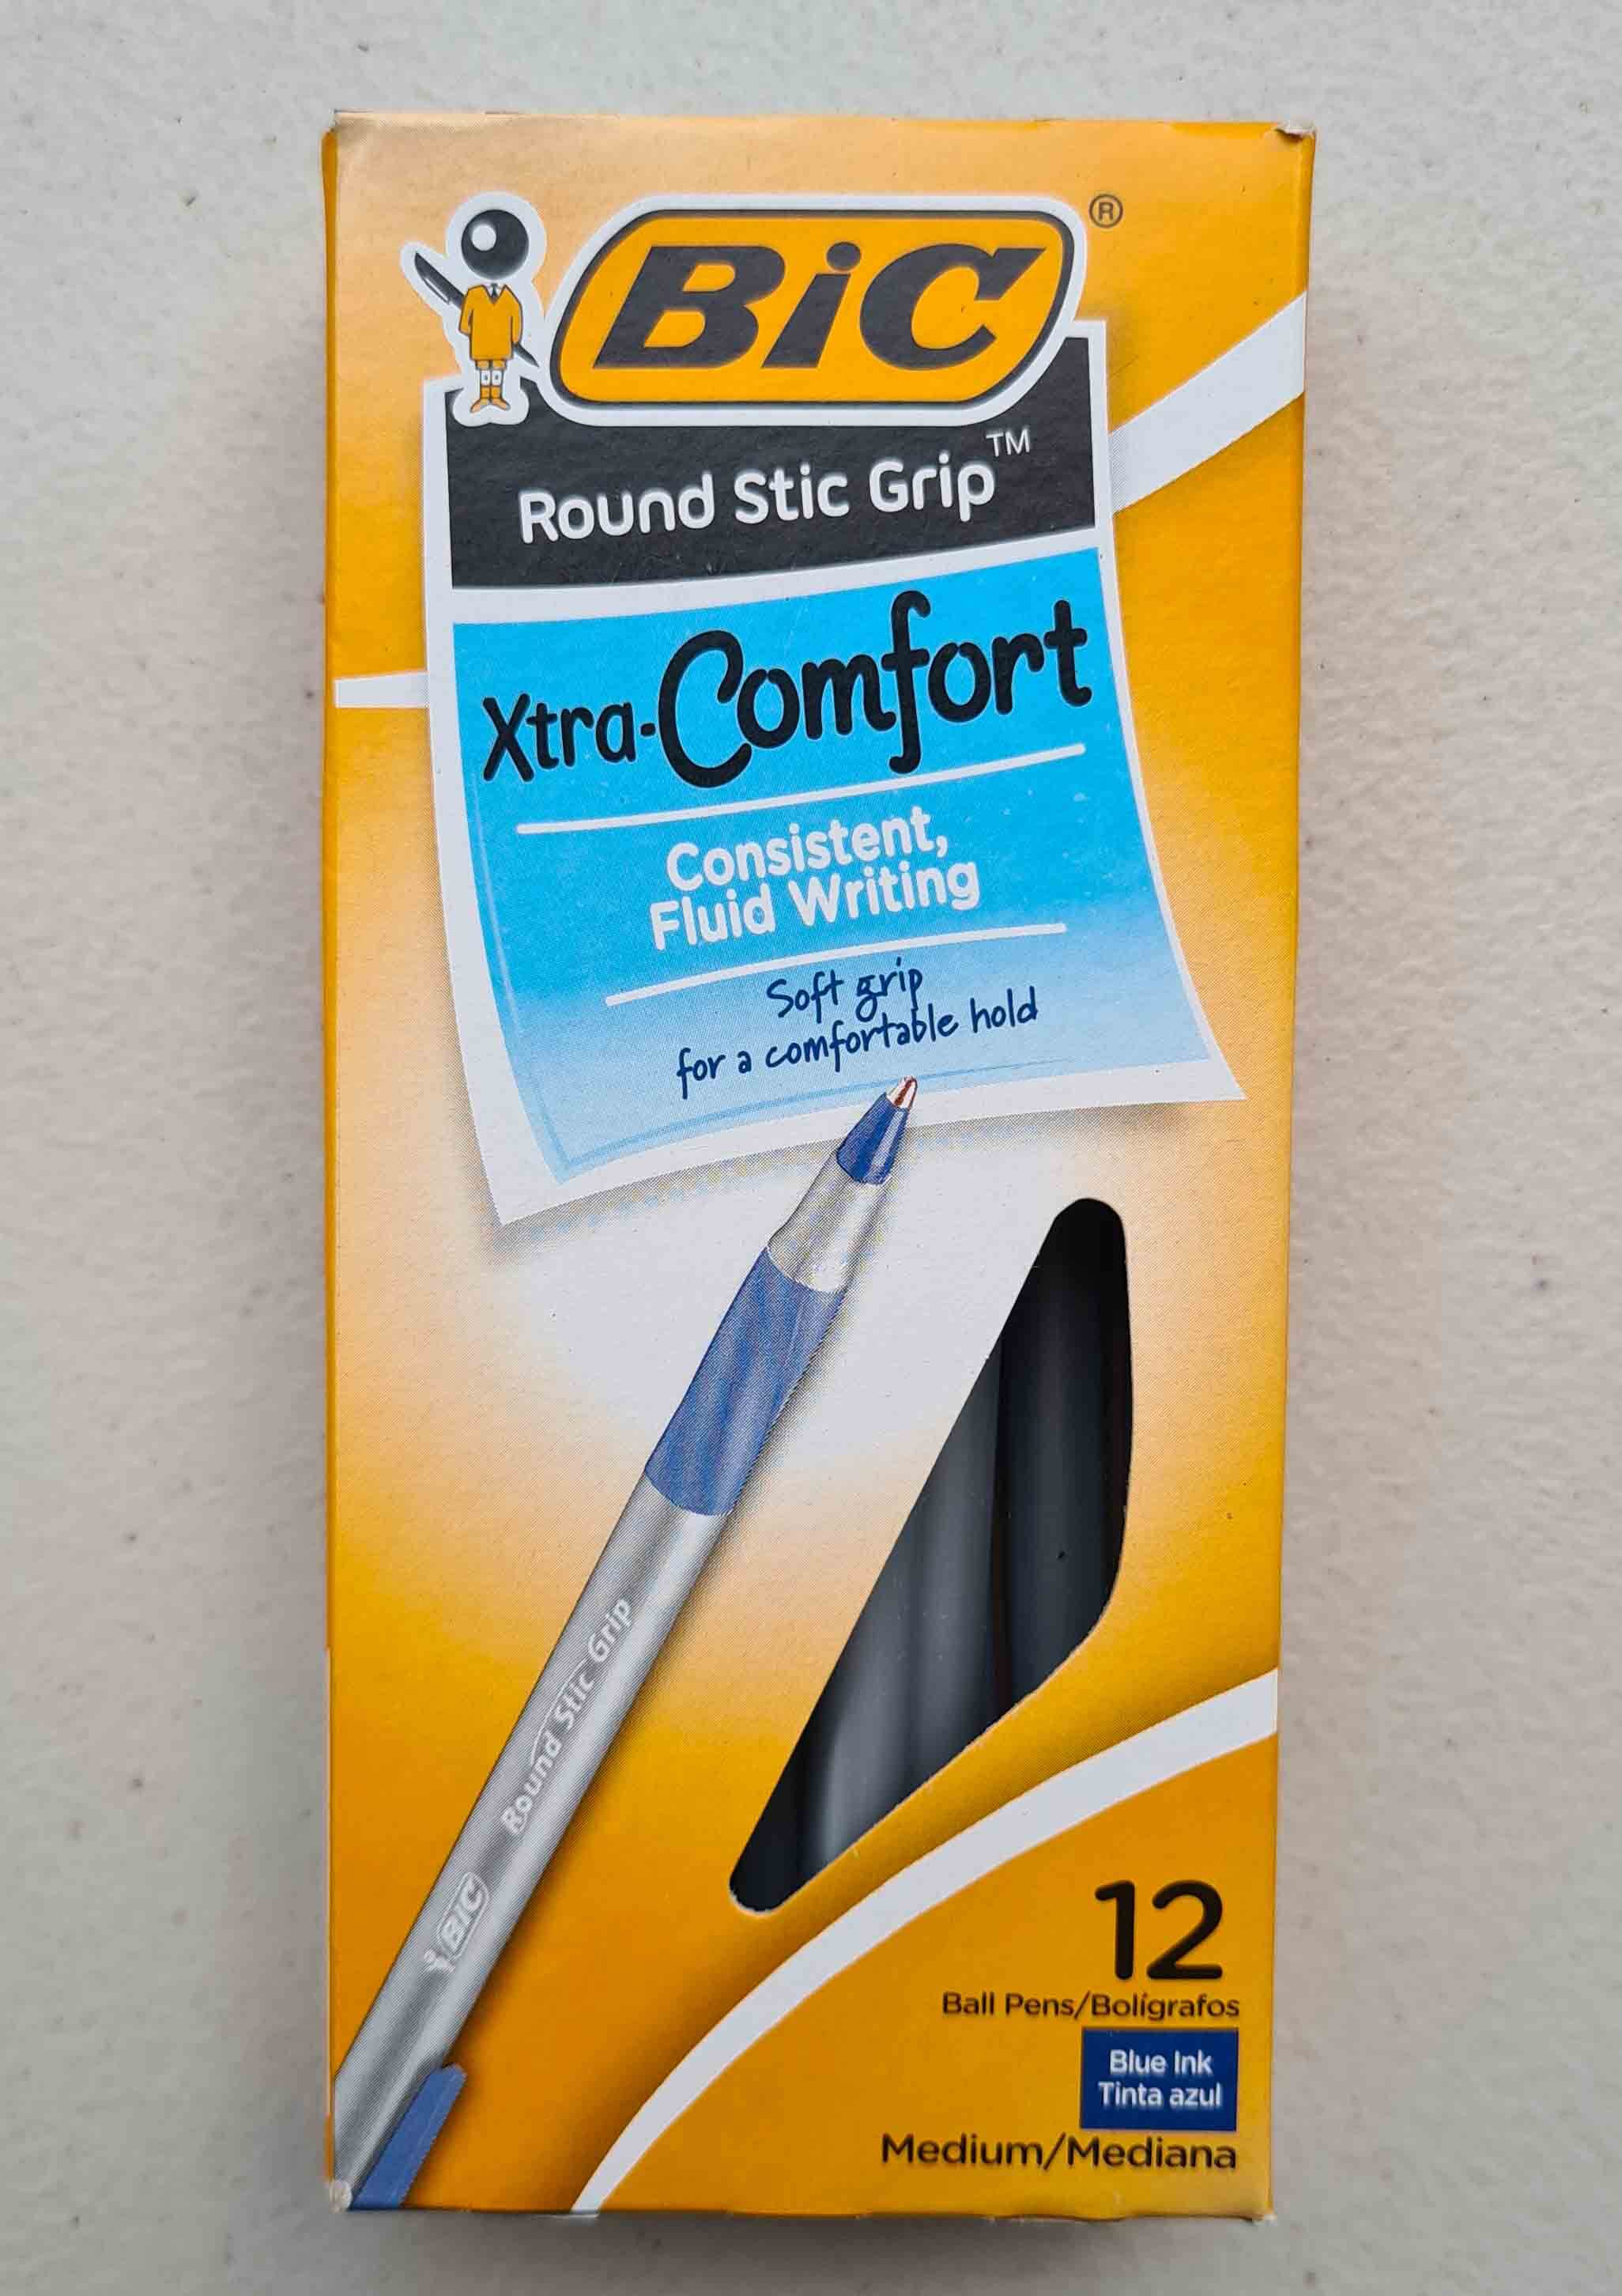 BiC®
Round Stic Grip™
Xtra-Comfort
Consistent,
Fluid Writing
Soft grip
for a comfortable hold
BIC Round Stic Grip
12
Ball Pens/Bolígrafos
Blue Ink
Tinta azul
Medium/Mediana